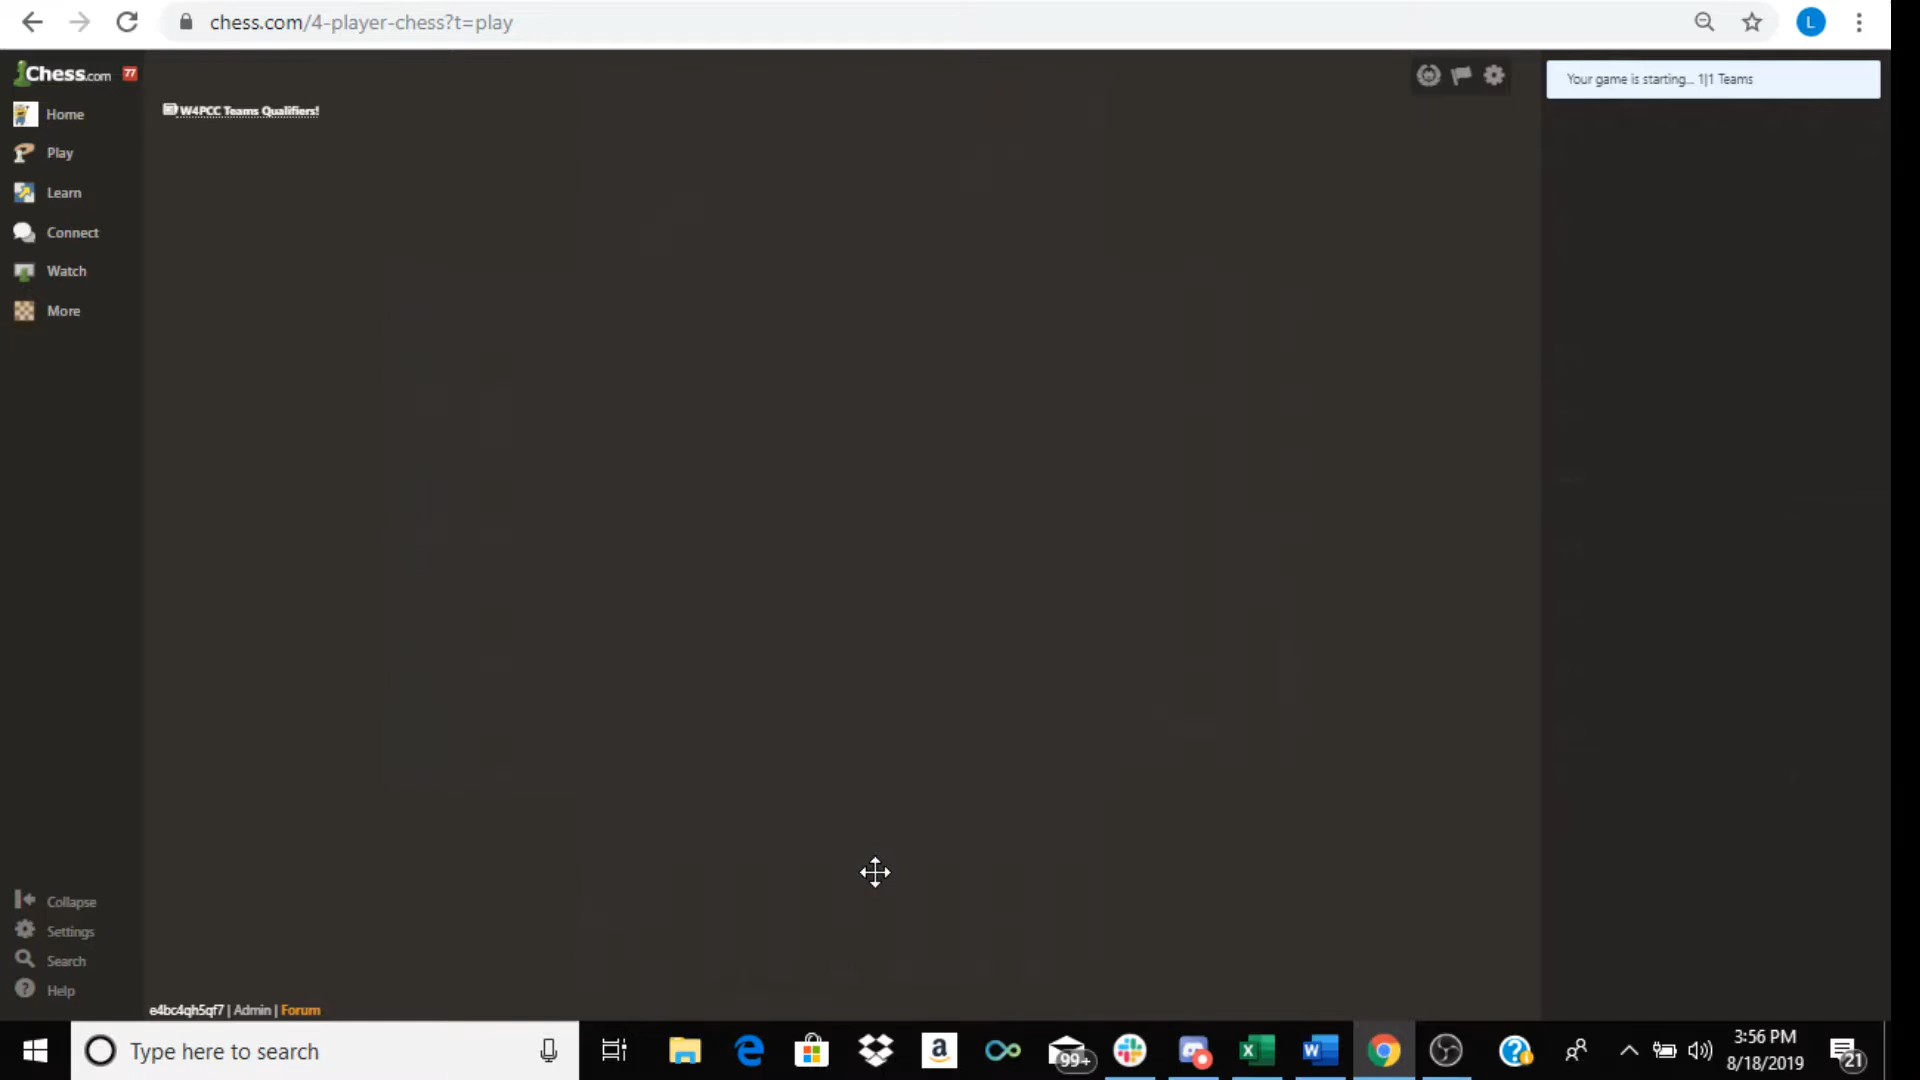 chess.com/4-player-chess?t=play
L
Chess.com 77
Your game is starting... 1|1 Teams
W4PCC Teams Qualifiers!
Home
Play
Learn
Connect
Watch
More
Collapse
Settings
Search
Help
e4bc4qh5qf7 | Admin | Forum
Type here to search
a
99+
X
W
?
3:56 PM
8/18/2019
21